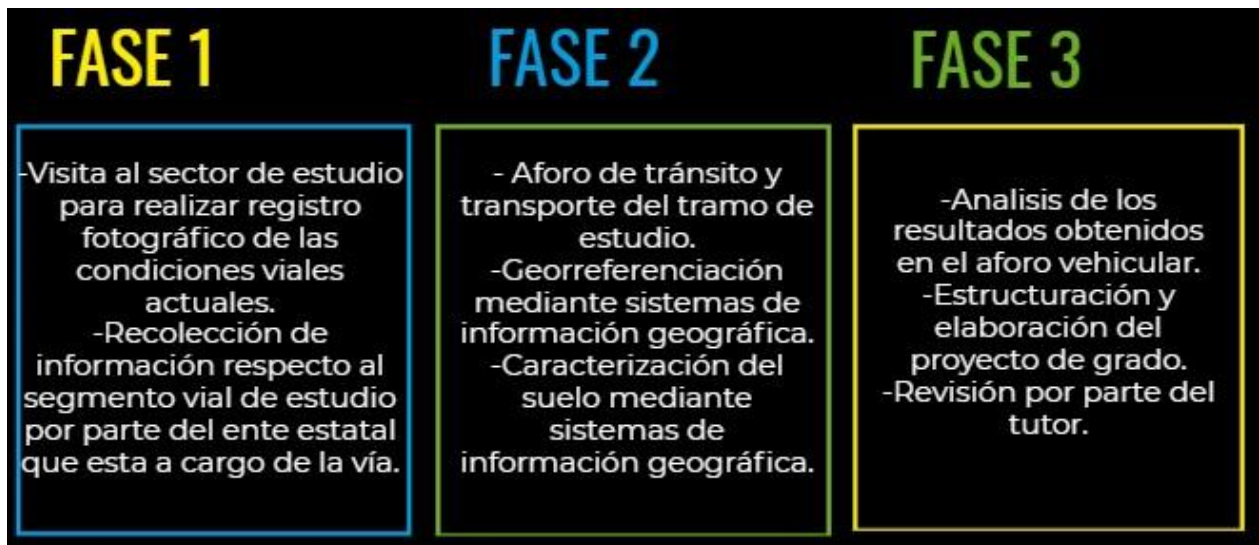 FASE 1
-Visita al sector de estudio
para realizar registro
fotográfico de las
condiciones viales
actuales.
-Recolección de
información respecto al
segmento vial de estudio
por parte del ente estatal
que esta a cargo de la vía.
FASE 2
- Aforo de tránsito y
transporte del tramo de
estudio.
-Georreferenciación
mediante sistemas de
información geográfica.
-Caracterización del
suelo mediante
sistemas de
información geográfica.
FASE 3
-Analisis de los
resultados obtenidos
en el aforo vehicular.
-Estructuración y
elaboración del
proyecto de grado.
-Revisión por parte del
tutor.